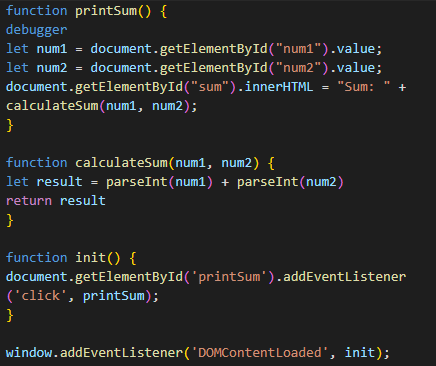 function printSum() {
debugger
let num1 = document.getElementById("num1").value;
let num2 = document.getElementById("num2").value;
document.getElementById("sum").innerHTML = "Sum: " +
calculateSum(num1, num2);
}

function calculateSum(num1, num2) {
let result = parseInt(num1) + parseInt(num2)
return result
}

function init() {
document.getElementById('printSum').addEventListener
('click', printSum);
}

window.addEventListener('DOMContentLoaded', init);